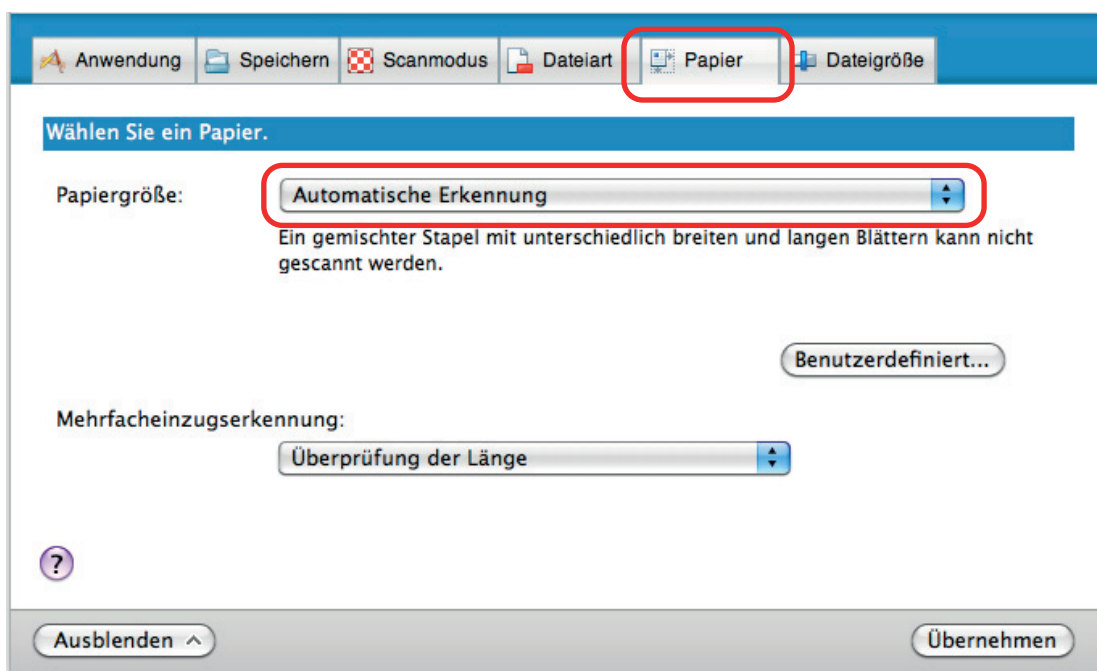 Anwendung Speichern Scanmodus Dateiart Papier Dateigröße
Wählen Sie ein Papier.
Papiergröße: Automatische Erkennung
Ein gemischter Stapel mit unterschiedlich breiten und langen Blättern kann nicht
gescannt werden.
Benutzerdefiniert...
Mehrfacheinzugserkennung:
Überprüfung der Länge
?
Ausblenden Übernehmen